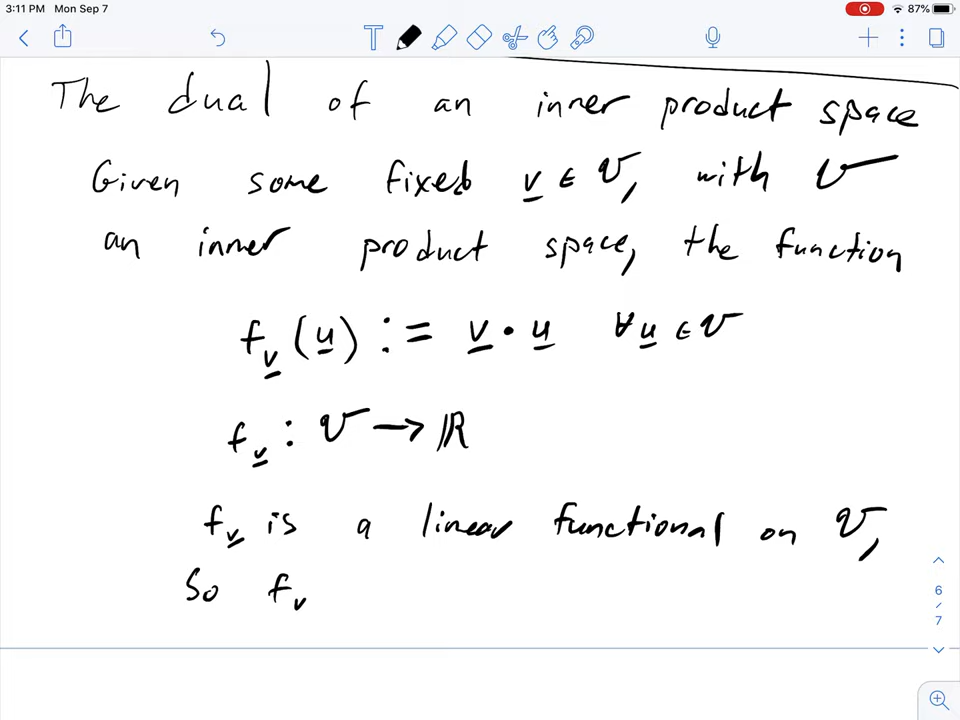 3:11 PM Mon Sep 7 87%
The dual of an inner product space
Given some fixed v ∈ V, with V
an inner product space, the function
f_v (u) := v • u ∀u ∈ V
f_v : V → ℝ
f_v is a linear functional on V,
So f_v
6
/
7